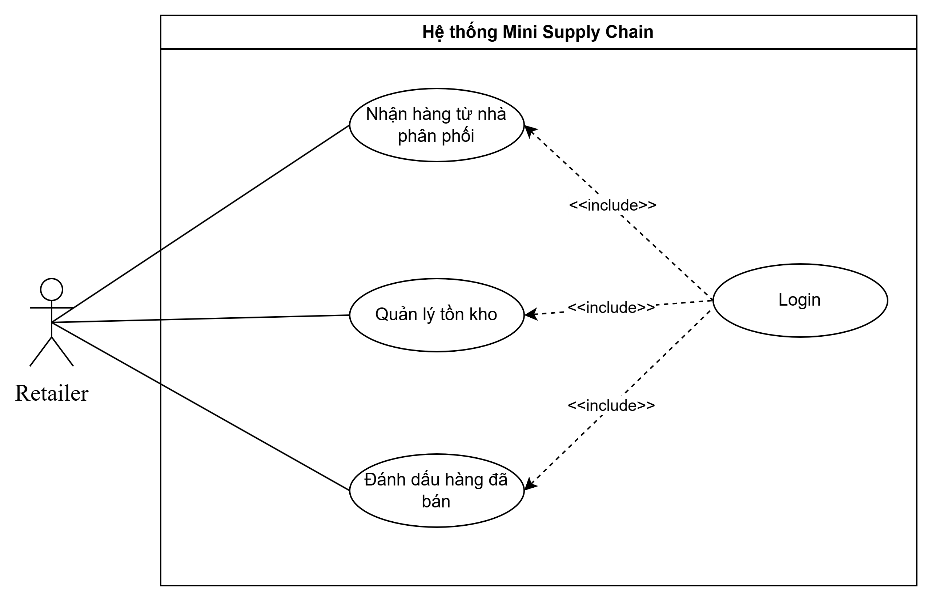 Hệ thống Mini Supply Chain
Nhận hàng từ nhà
phân phối
<<include>>
Quản lý tồn kho
<<include>>
Login
Retailer
<<include>>
Đánh dấu hàng đã
bán